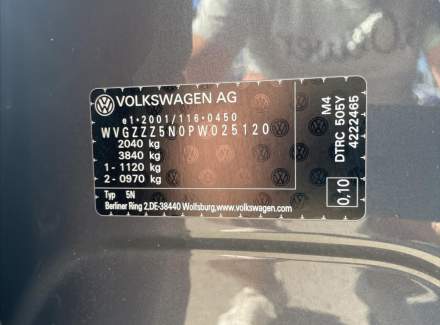 VOLKSWAGEN AG
e1*2001/116*0450
WVGZZZ5N0PW025120
2040 kg
3840 kg
1 - 1120 kg
2 - 0970 kg
Typ 5N
Berliner Ring 2,DE-38440 Wolfsburg,www.volkswagen.com
M4
DTRC 505Y
4222465
0,10